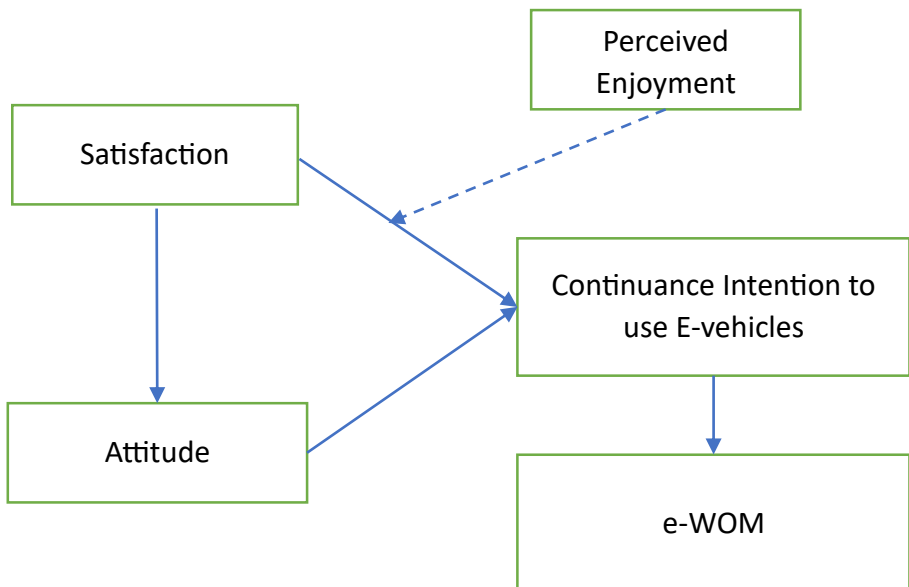 Perceived
Enjoyment
Satisfaction
Continuance Intention to
use E-vehicles
Attitude
e-WOM